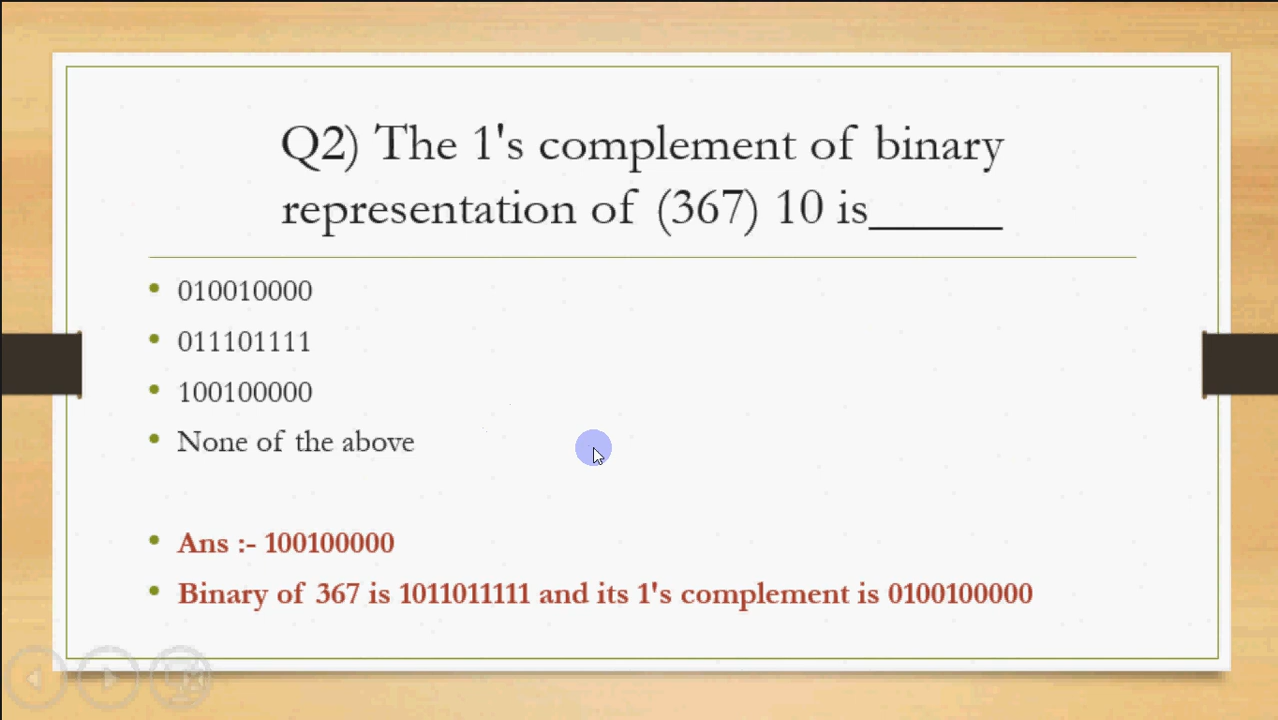 Q2) The 1's complement of binary
representation of (367) 10 is______
• 010010000
• 011101111
• 100100000
• None of the above
• Ans :- 100100000
• Binary of 367 is 1011011111 and its 1's complement is 0100100000